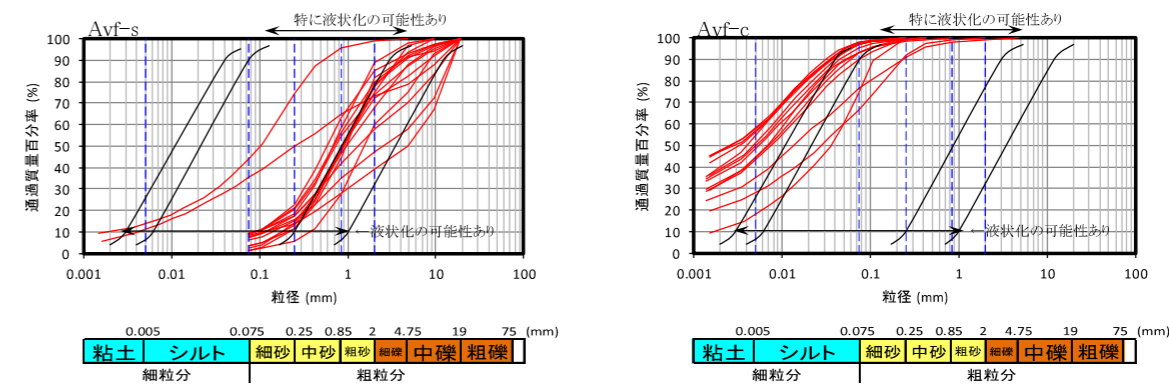 Avf-s
特に液状化の可能性あり
通過質量百分率 (%)
100
90
80
70
60
50
40
30
20
10
0
←液状化の可能性あり
0.001 0.01 0.1 1 10 100
粒径 (mm)
0.005 0.075 0.25 0.85 2 4.75 19 75 (mm)
粘土 シルト 細砂 中砂 粗砂 細礫 中礫 粗礫
細粒分 粗粒分
Avf-c
特に液状化の可能性あり
通過質量百分率 (%)
100
90
80
70
60
50
40
30
20
10
0
←液状化の可能性あり
0.001 0.01 0.1 1 10 100
粒径 (mm)
0.005 0.075 0.25 0.85 2 4.75 19 75 (mm)
粘土 シルト 細砂 中砂 粗砂 細礫 中礫 粗礫
細粒分 粗粒分